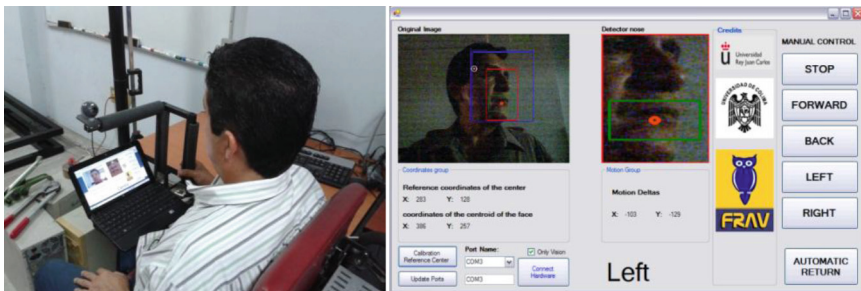 Original Image
Detector nose
Credits
Universidad
Rey Juan Carlos
UNIVERSIDAD DE COLIMA
FRAV
MANUAL CONTROL
STOP
FORWARD
BACK
LEFT
RIGHT
AUTOMATIC
RETURN
Coordinates group
Reference coordinates of the center
X: 283 Y: 128
coordinates of the centroid of the face
X: 386 Y: 257
Motion Group
Motion Deltas
X: -103 Y: -129
Calibration
Reference Center
Update Ports
Port Name:
COM3
COM3
Only Vision
Connect
Hardware
Left